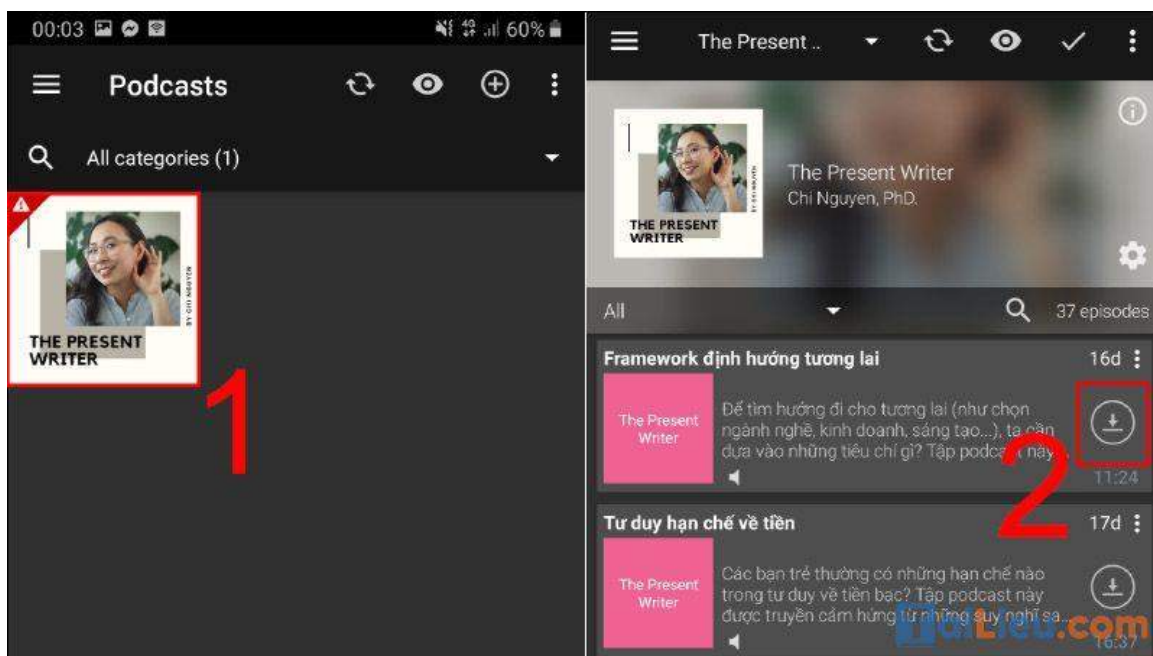 00:03
4G
60%
Podcasts
All categories (1)
THE PRESENT
WRITER
BY CHI NGUYEN
1
The Present ..
The Present Writer
Chi Nguyen, PhD.
THE PRESENT
WRITER
All
37 episodes
Framework định hướng tương lai
16d
The Present
Writer
Để tìm hướng đi cho tương lai (như chọn
ngành nghề, kinh doanh, sáng tạo...), ta cần
dựa vào những tiêu chí gì? Tập podcast này
11:24
2
Tư duy hạn chế về tiền
17d
The Present
Writer
Các bạn trẻ thường có những hạn chế nào
trong tư duy về tiền bạc? Tập podcast này
được truyền cảm hứng từ những suy nghĩ sa...
16:37
TaiLieu.com